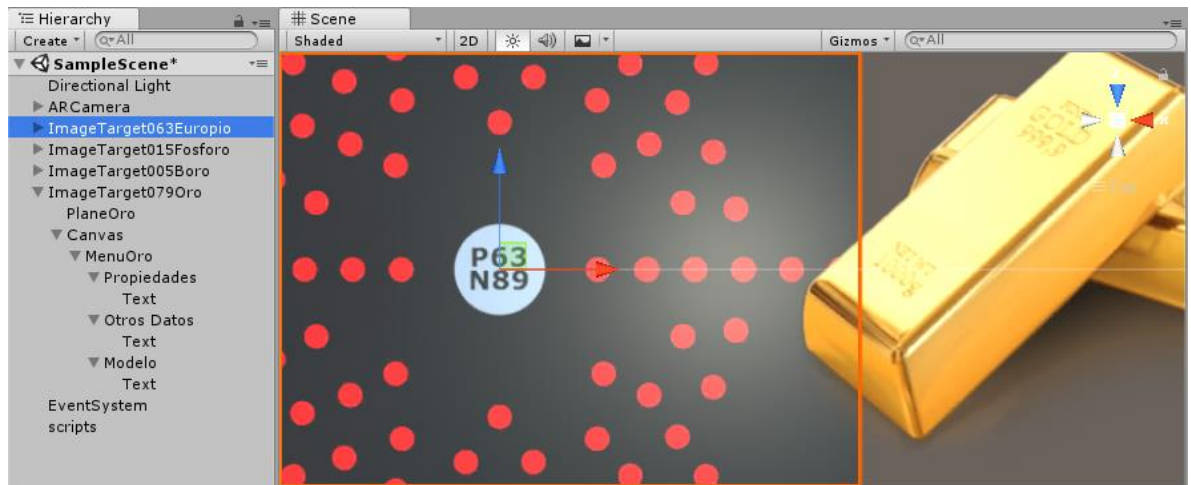 Hierarchy
Create
All
SampleScene*
Directional Light
ARCamera
ImageTarget063Europio
ImageTarget015Fosforo
ImageTarget005Boro
ImageTarget079Oro
PlaneOro
Canvas
MenuOro
Propiedades
Text
Otros Datos
Text
Modelo
Text
EventSystem
scripts
# Scene
Shaded
2D
Gizmos
All
P63
N89
GOLD